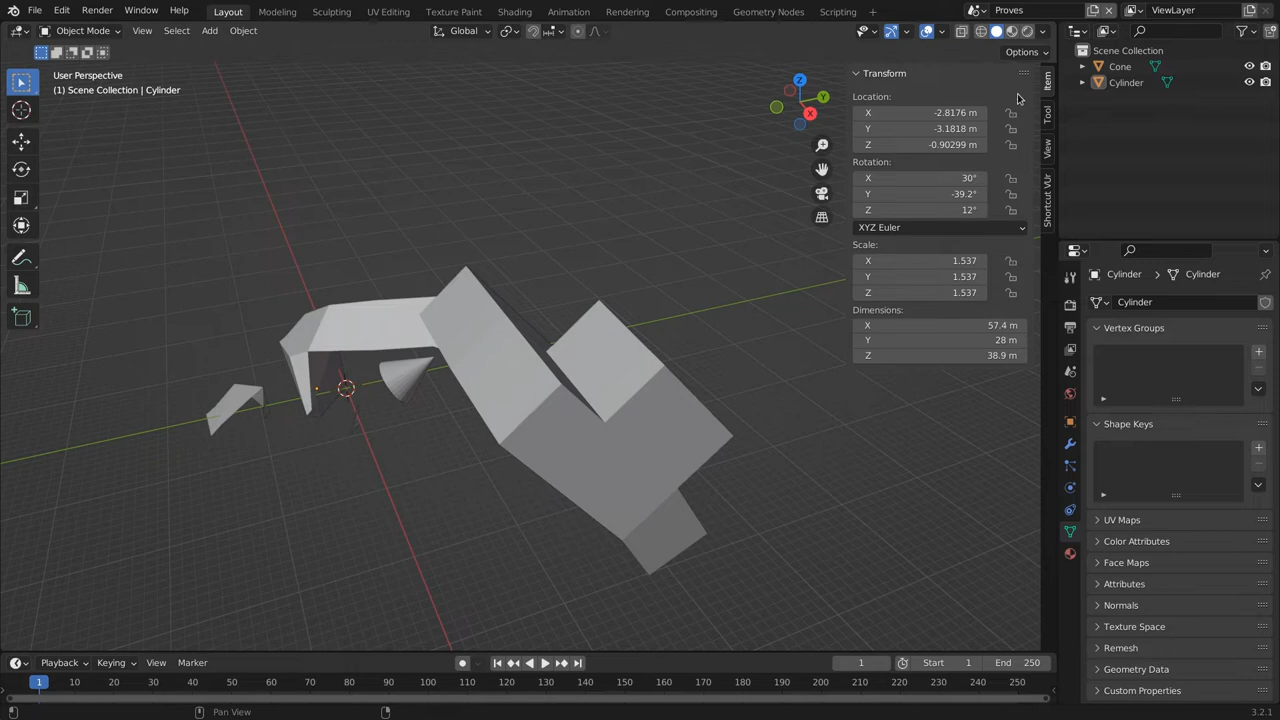 File Edit Render Window Help Layout Modeling Sculpting UV Editing Texture Paint Shading Animation Rendering Compositing Geometry Nodes Scripting Proves ViewLayer
Object Mode View Select Add Object Global
Options
User Perspective
(1) Scene Collection | Cylinder
Z
Y
X
Transform
Location:
X -2.8176 m
Y -3.1818 m
Z -0.90299 m
Rotation:
X 30°
Y -39.2°
Z 12°
XYZ Euler
Scale:
X 1.537
Y 1.537
Z 1.537
Dimensions:
X 57.4 m
Y 28 m
Z 38.9 m
Item
Tool
View
Shortcut VUr
Scene Collection
Cone
Cylinder
Cylinder Cylinder
Cylinder
Vertex Groups
Shape Keys
UV Maps
Color Attributes
Face Maps
Attributes
Normals
Texture Space
Remesh
Geometry Data
Custom Properties
Playback Keying View Marker 1 Start 1 End 250
1 10 20 30 40 50 60 70 80 90 100 110 120 130 140 150 160 170 180 190 200 210 220 230 240 250
Pan View 3.2.1